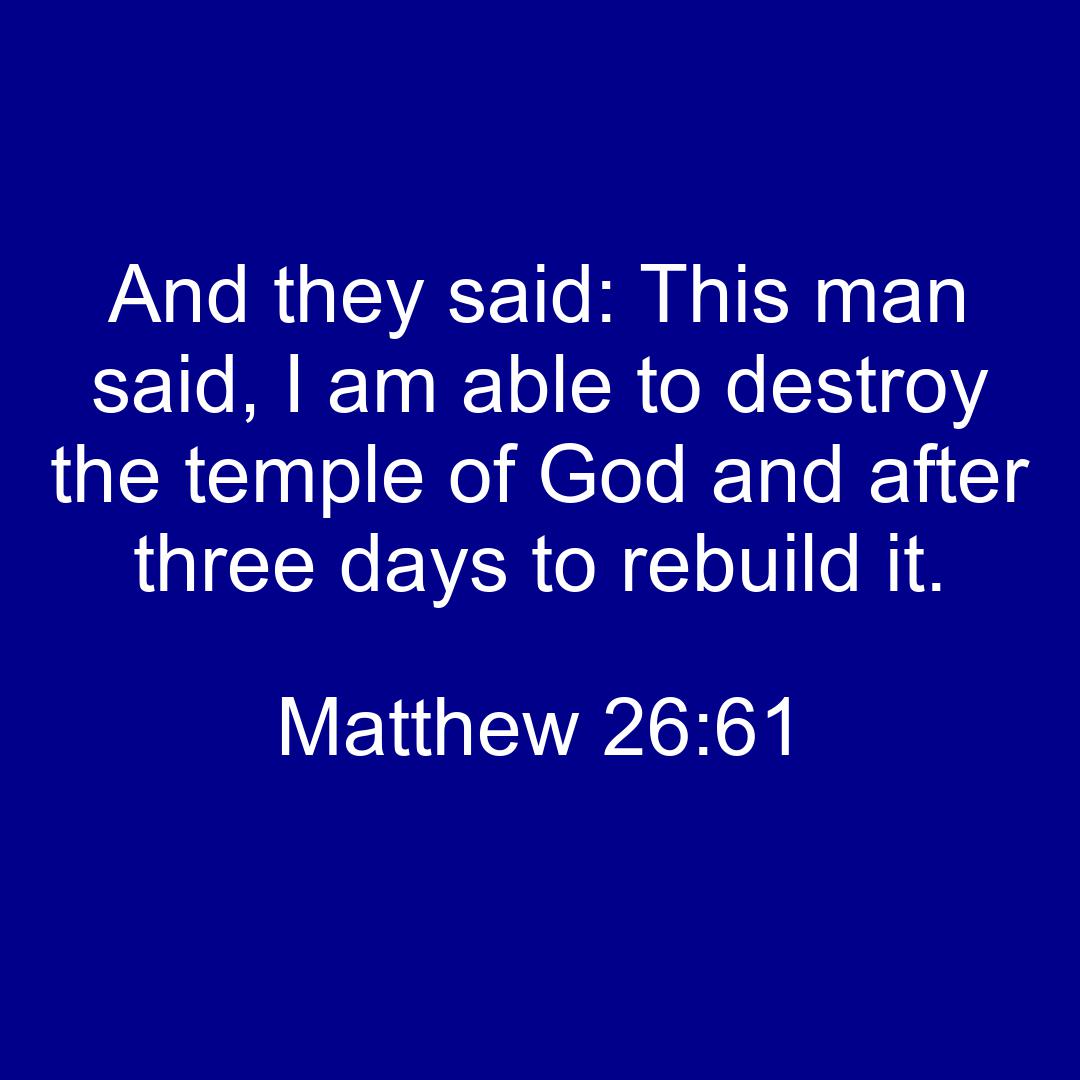 And they said: This man
said, I am able to destroy
the temple of God and after
three days to rebuild it.
Matthew 26:61